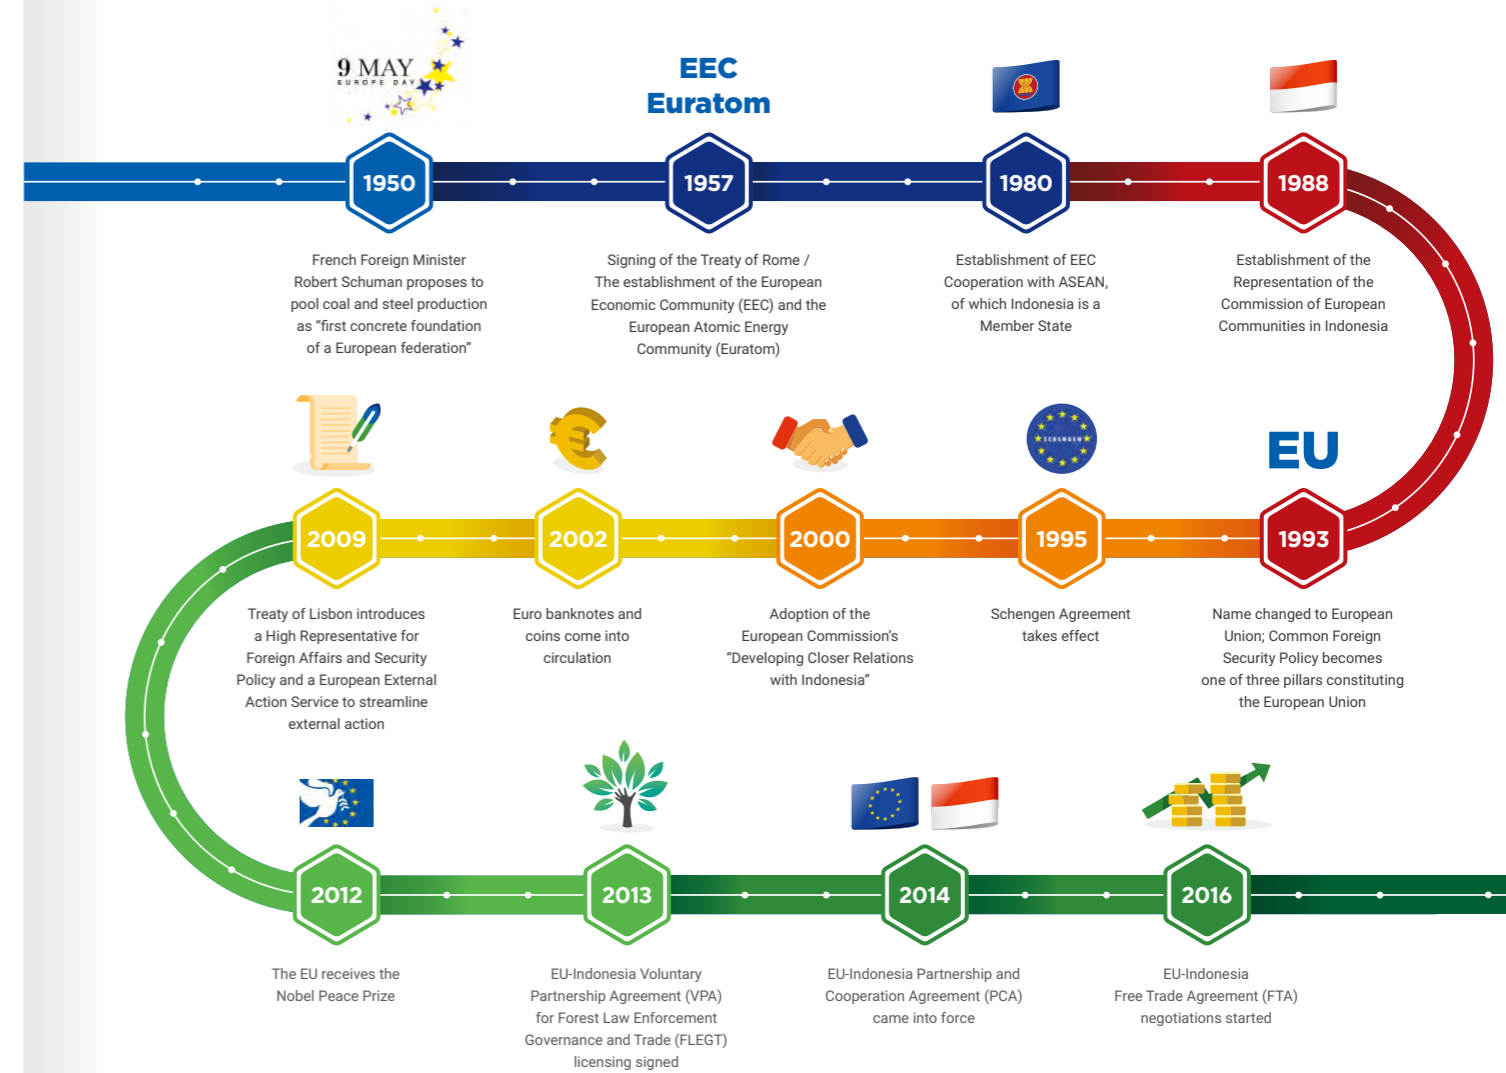 9 MAY
EUROPE DAY
EEC
Euratom
1950
1957
1980
1988
French Foreign Minister
Robert Schuman proposes to
pool coal and steel production
as “first concrete foundation
of a European federation”
Signing of the Treaty of Rome /
The establishment of the European
Economic Community (EEC) and the
European Atomic Energy
Community (Euratom)
Establishment of EEC
Cooperation with ASEAN,
of which Indonesia is a
Member State
Establishment of the
Representation of the
Commission of European
Communities in Indonesia
SCHENGEN
EU
2009
2002
2000
1995
1993
Treaty of Lisbon introduces
a High Representative for
Foreign Affairs and Security
Policy and a European External
Action Service to streamline
external action
Euro banknotes and
coins come into
circulation
Adoption of the
European Commission’s
“Developing Closer Relations
with Indonesia”
Schengen Agreement
takes effect
Name changed to European
Union; Common Foreign
Security Policy becomes
one of three pillars constituting
the European Union
2012
2013
2014
2016
The EU receives the
Nobel Peace Prize
EU-Indonesia Voluntary
Partnership Agreement (VPA)
for Forest Law Enforcement
Governance and Trade (FLEGT)
licensing signed
EU-Indonesia Partnership and
Cooperation Agreement (PCA)
came into force
EU-Indonesia
Free Trade Agreement (FTA)
negotiations started